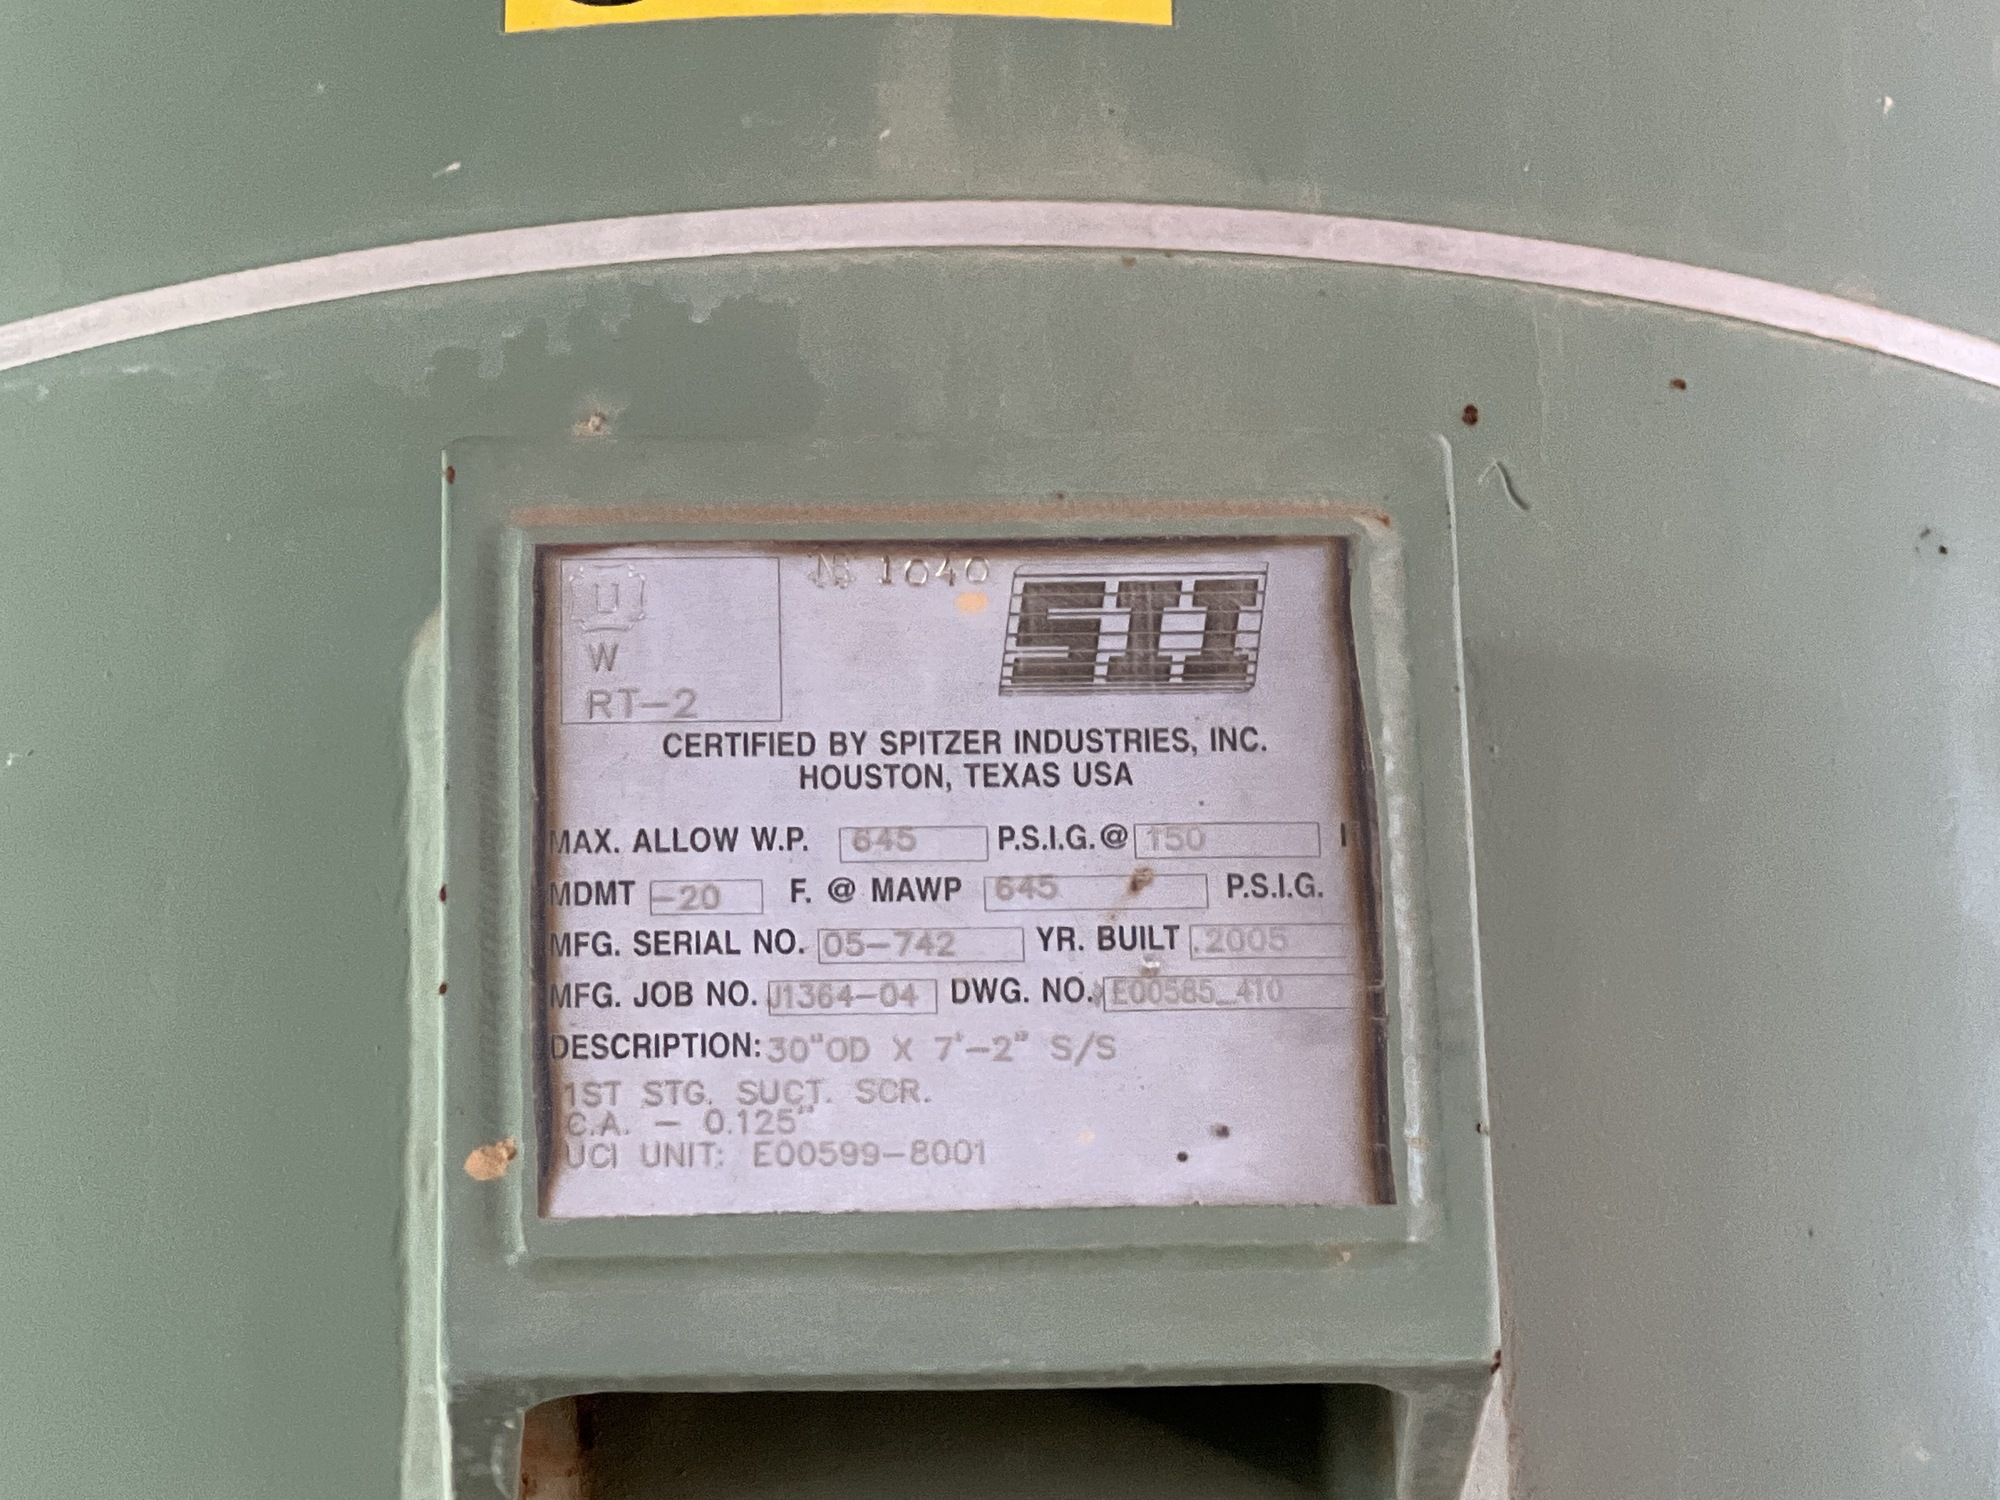 U
W
RT-2
NB 1040
SII
CERTIFIED BY SPITZER INDUSTRIES, INC.
HOUSTON, TEXAS USA
MAX. ALLOW W.P. 645 P.S.I.G. @ 150
MDMT -20 F. @ MAWP 645 P.S.I.G.
MFG. SERIAL NO. 05-742 YR. BUILT 2005
MFG. JOB NO. J1364-04 DWG. NO. E00585_410
DESCRIPTION: 30"OD X 7'-2" S/S
1ST STG. SUCT. SCR.
C.A. - 0.125"
UCI UNIT: E00599-8001